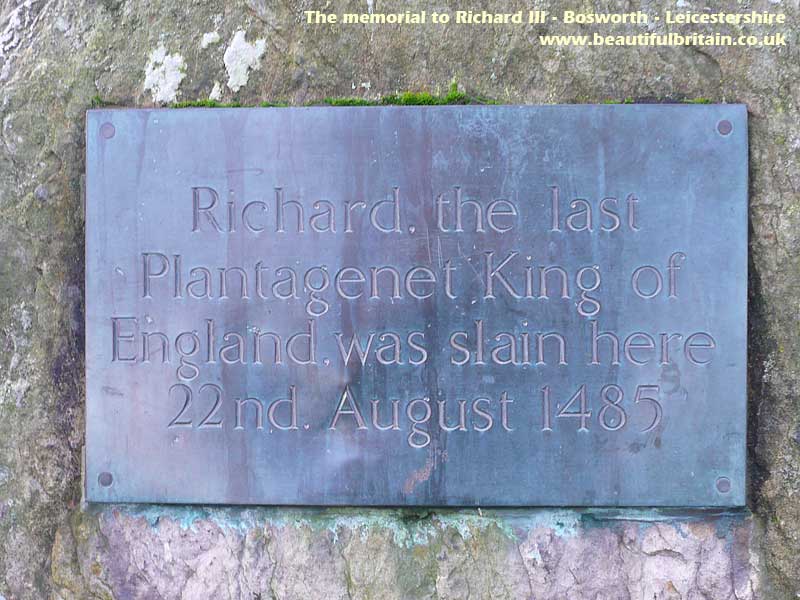 The memorial to Richard III - Bosworth - Leicestershire
www.beautifulbritain.co.uk
Richard, the last
Plantagenet King of
England, was slain here
22nd. August 1485